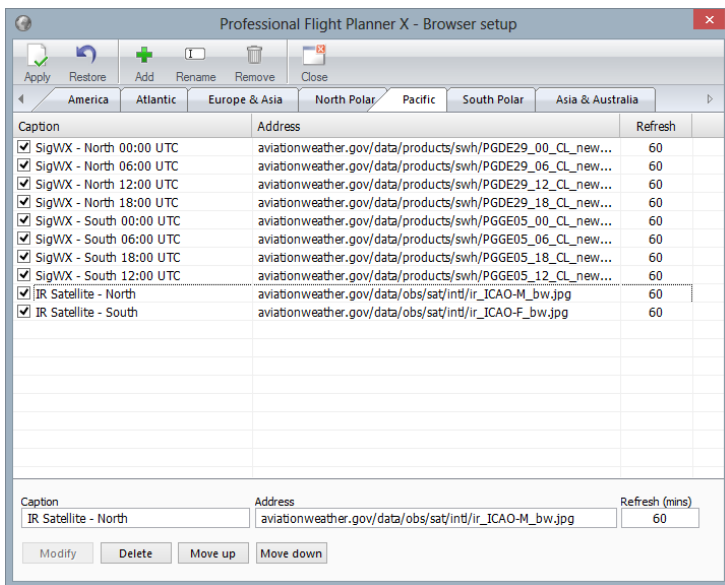 Professional Flight Planner X - Browser setup
Apply Restore Add Rename Remove Close
America Atlantic Europe & Asia North Polar Pacific South Polar Asia & Australia
Caption Address Refresh
SigWX - North 00:00 UTC aviationweather.gov/data/products/swh/PGDE29_00_CL_new... 60
SigWX - North 06:00 UTC aviationweather.gov/data/products/swh/PGDE29_06_CL_new... 60
SigWX - North 12:00 UTC aviationweather.gov/data/products/swh/PGDE29_12_CL_new... 60
SigWX - North 18:00 UTC aviationweather.gov/data/products/swh/PGDE29_18_CL_new... 60
SigWX - South 00:00 UTC aviationweather.gov/data/products/swh/PGGE05_00_CL_new... 60
SigWX - South 06:00 UTC aviationweather.gov/data/products/swh/PGGE05_06_CL_new... 60
SigWX - South 18:00 UTC aviationweather.gov/data/products/swh/PGGE05_18_CL_new... 60
SigWX - South 12:00 UTC aviationweather.gov/data/products/swh/PGGE05_12_CL_new... 60
IR Satellite - North aviationweather.gov/data/obs/sat/intl/ir_ICAO-M_bw.jpg 60
IR Satellite - South aviationweather.gov/data/obs/sat/intl/ir_ICAO-F_bw.jpg 60
Caption Address Refresh (mins)
IR Satellite - North aviationweather.gov/data/obs/sat/intl/ir_ICAO-M_bw.jpg 60
Modify Delete Move up Move down